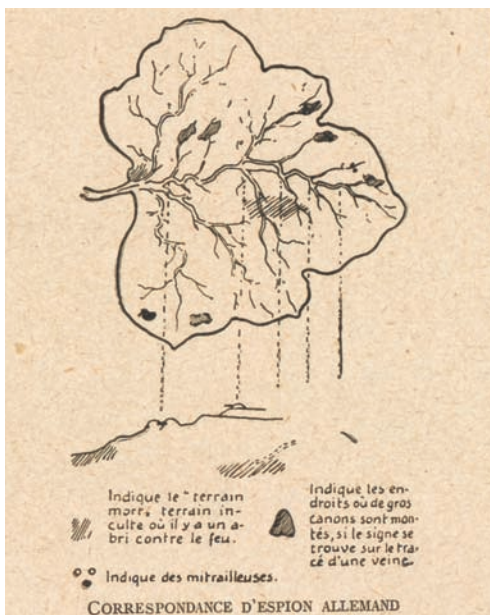 Indique le "terrain
mort, terrain in-
culte où il y a un a-
bri contre le feu.
Indique les en-
droits où de gros
canons sont mon-
tés, si le signe se
trouve sur le tra-
cé d'une veine.
Indique des mitrailleuses.
CORRESPONDANCE D'ESPION ALLEMAND